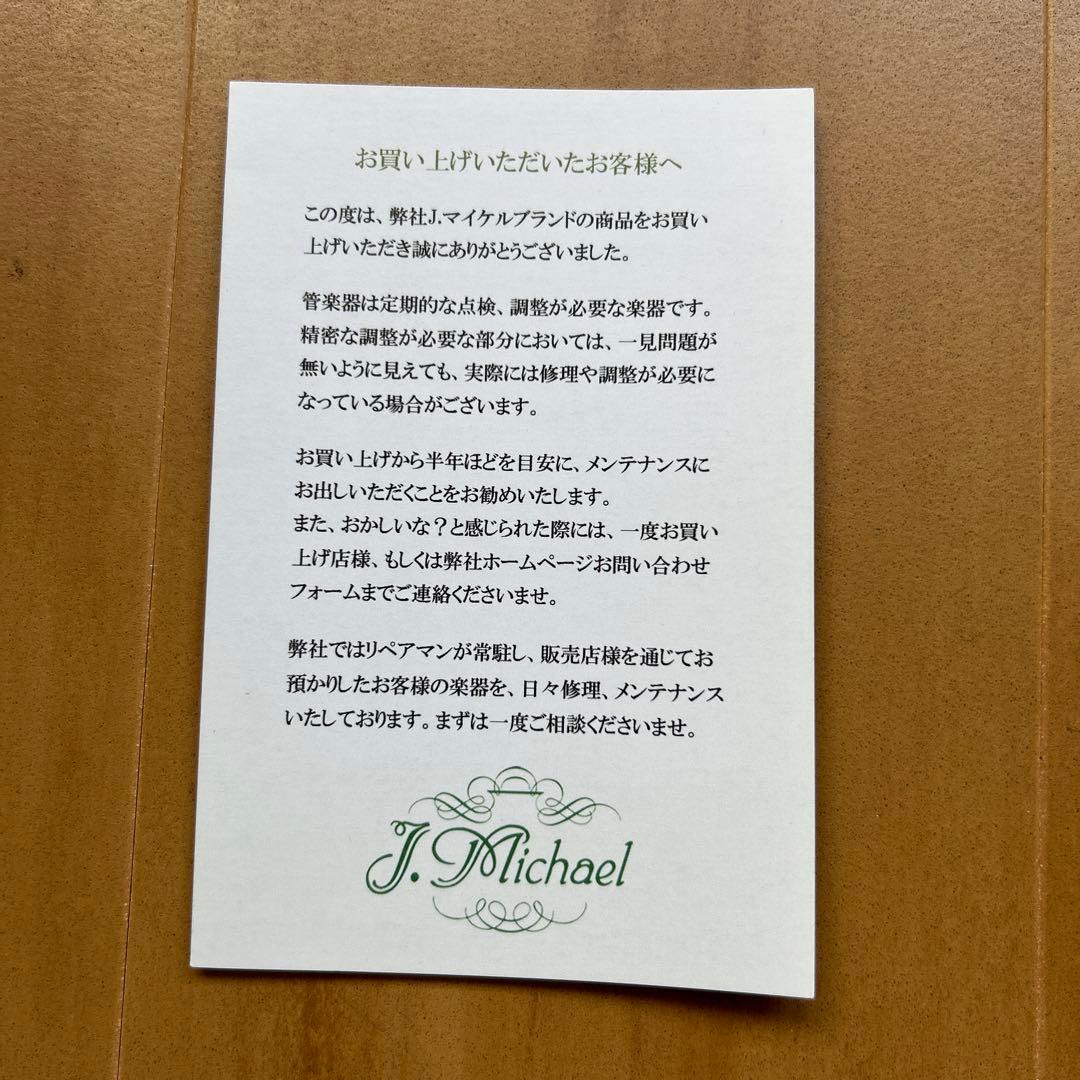 お買い上げいただいたお客様へ
この度は、弊社J.マイケルブランドの商品をお買い
上げいただき誠にありがとうございました。
管楽器は定期的な点検、調整が必要な楽器です。
精密な調整が必要な部分においては、一見問題が
無いように見えても、実際には修理や調整が必要に
なっている場合がございます。
お買い上げから半年ほどを目安に、メンテナンスに
お出しいただくことをお勧めいたします。
また、おかしいな？と感じられた際には、一度お買い
上げ店様、もしくは弊社ホームページお問い合わせ
フォームまでご連絡くださいませ。
弊社ではリペアマンが常駐し、販売店様を通じてお
預かりしたお客様の楽器を、日々修理、メンテナンス
いたしております。まずは一度ご相談くださいませ。
J. Michael